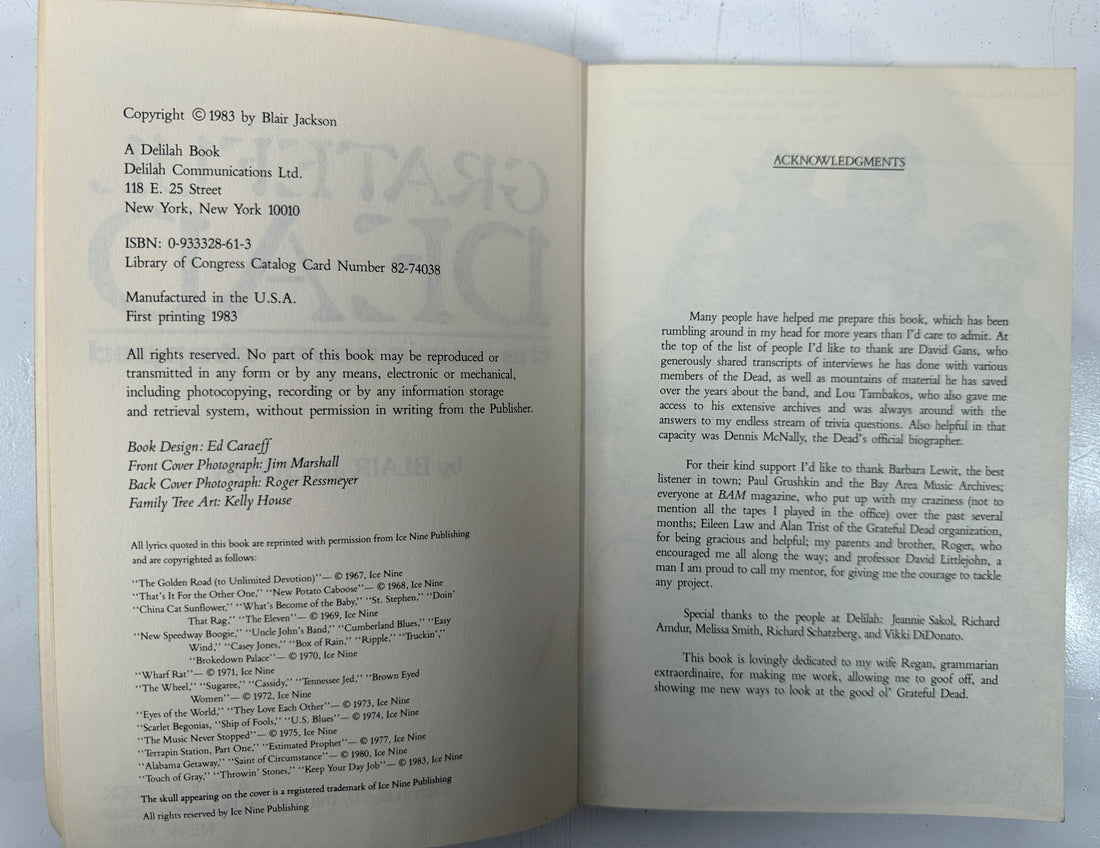 Copyright © 1983 by Blair Jackson
A Delilah Book
Delilah Communications Ltd.
118 E. 25 Street
New York, New York 10010
ISBN: 0-933328-61-3
Library of Congress Catalog Card Number 82-74038
Manufactured in the U.S.A.
First printing 1983
All rights reserved. No part of this book may be reproduced or
transmitted in any form or by any means, electronic or mechanical,
including photocopying, recording or by any information storage
and retrieval system, without permission in writing from the Publisher.
Book Design: Ed Caraeff
Front Cover Photograph: Jim Marshall
Back Cover Photograph: Roger Ressmeyer
Family Tree Art: Kelly House
All lyrics quoted in this book are reprinted with permission from Ice Nine Publishing
and are copyrighted as follows:
"The Golden Road (to Unlimited Devotion)"— © 1967, Ice Nine
"That's It For the Other One," "New Potato Caboose"— © 1968, Ice Nine
"China Cat Sunflower," "What's Become of the Baby," "St. Stephen," "Doin'
That Rag," "The Eleven"— © 1969, Ice Nine
"New Speedway Boogie," "Uncle John's Band," "Cumberland Blues," "Easy
Wind," "Casey Jones," "Box of Rain," "Ripple," "Truckin',"
"Brokedown Palace"— © 1970, Ice Nine
"Wharf Rat"— © 1971, Ice Nine
"The Wheel," "Sugaree," "Cassidy," "Tennessee Jed," "Brown Eyed
Women"— © 1972, Ice Nine
"Eyes of the World," "They Love Each Other"— © 1973, Ice Nine
"Scarlet Begonias, "Ship of Fools," "U.S. Blues"— © 1974, Ice Nine
"The Music Never Stopped"— © 1975, Ice Nine
"Terrapin Station, Part One," "Estimated Prophet"— © 1977, Ice Nine
"Alabama Getaway," "Saint of Circumstance"— © 1980, Ice Nine
"Touch of Gray," "Throwin' Stones," "Keep Your Day Job"— © 1983, Ice Nine
The skull appearing on the cover is a registered trademark of Ice Nine Publishing
All rights reserved by Ice Nine Publishing
ACKNOWLEDGMENTS
Many people have helped me prepare this book, which has been
rumbling around in my head for more years than I'd care to admit. At
the top of the list of people I'd like to thank are David Gans, who
generously shared transcripts of interviews he has done with various
members of the Dead, as well as mountains of material he has saved
over the years about the band, and Lou Tambakos, who also gave me
access to his extensive archives and was always around with the
answers to my endless stream of trivia questions. Also helpful in that
capacity was Dennis McNally, the Dead's official biographer.
For their kind support I'd like to thank Barbara Lewit, the best
listener in town; Paul Grushkin and the Bay Area Music Archives;
everyone at BAM magazine, who put up with my craziness (not to
mention all the tapes I played in the office) over the past several
months; Eileen Law and Alan Trist of the Grateful Dead organization,
for being gracious and helpful; my parents and brother, Roger, who
encouraged me all along the way; and professor David Littlejohn, a
man I am proud to call my mentor, for giving me the courage to tackle
any project.
Special thanks to the people at Delilah: Jeannie Sakol, Richard
Amdur, Melissa Smith, Richard Schatzberg, and Vikki DiDonato.
This book is lovingly dedicated to my wife Regan, grammarian
extraordinaire, for making me work, allowing me to goof off, and
showing me new ways to look at the good ol' Grateful Dead.